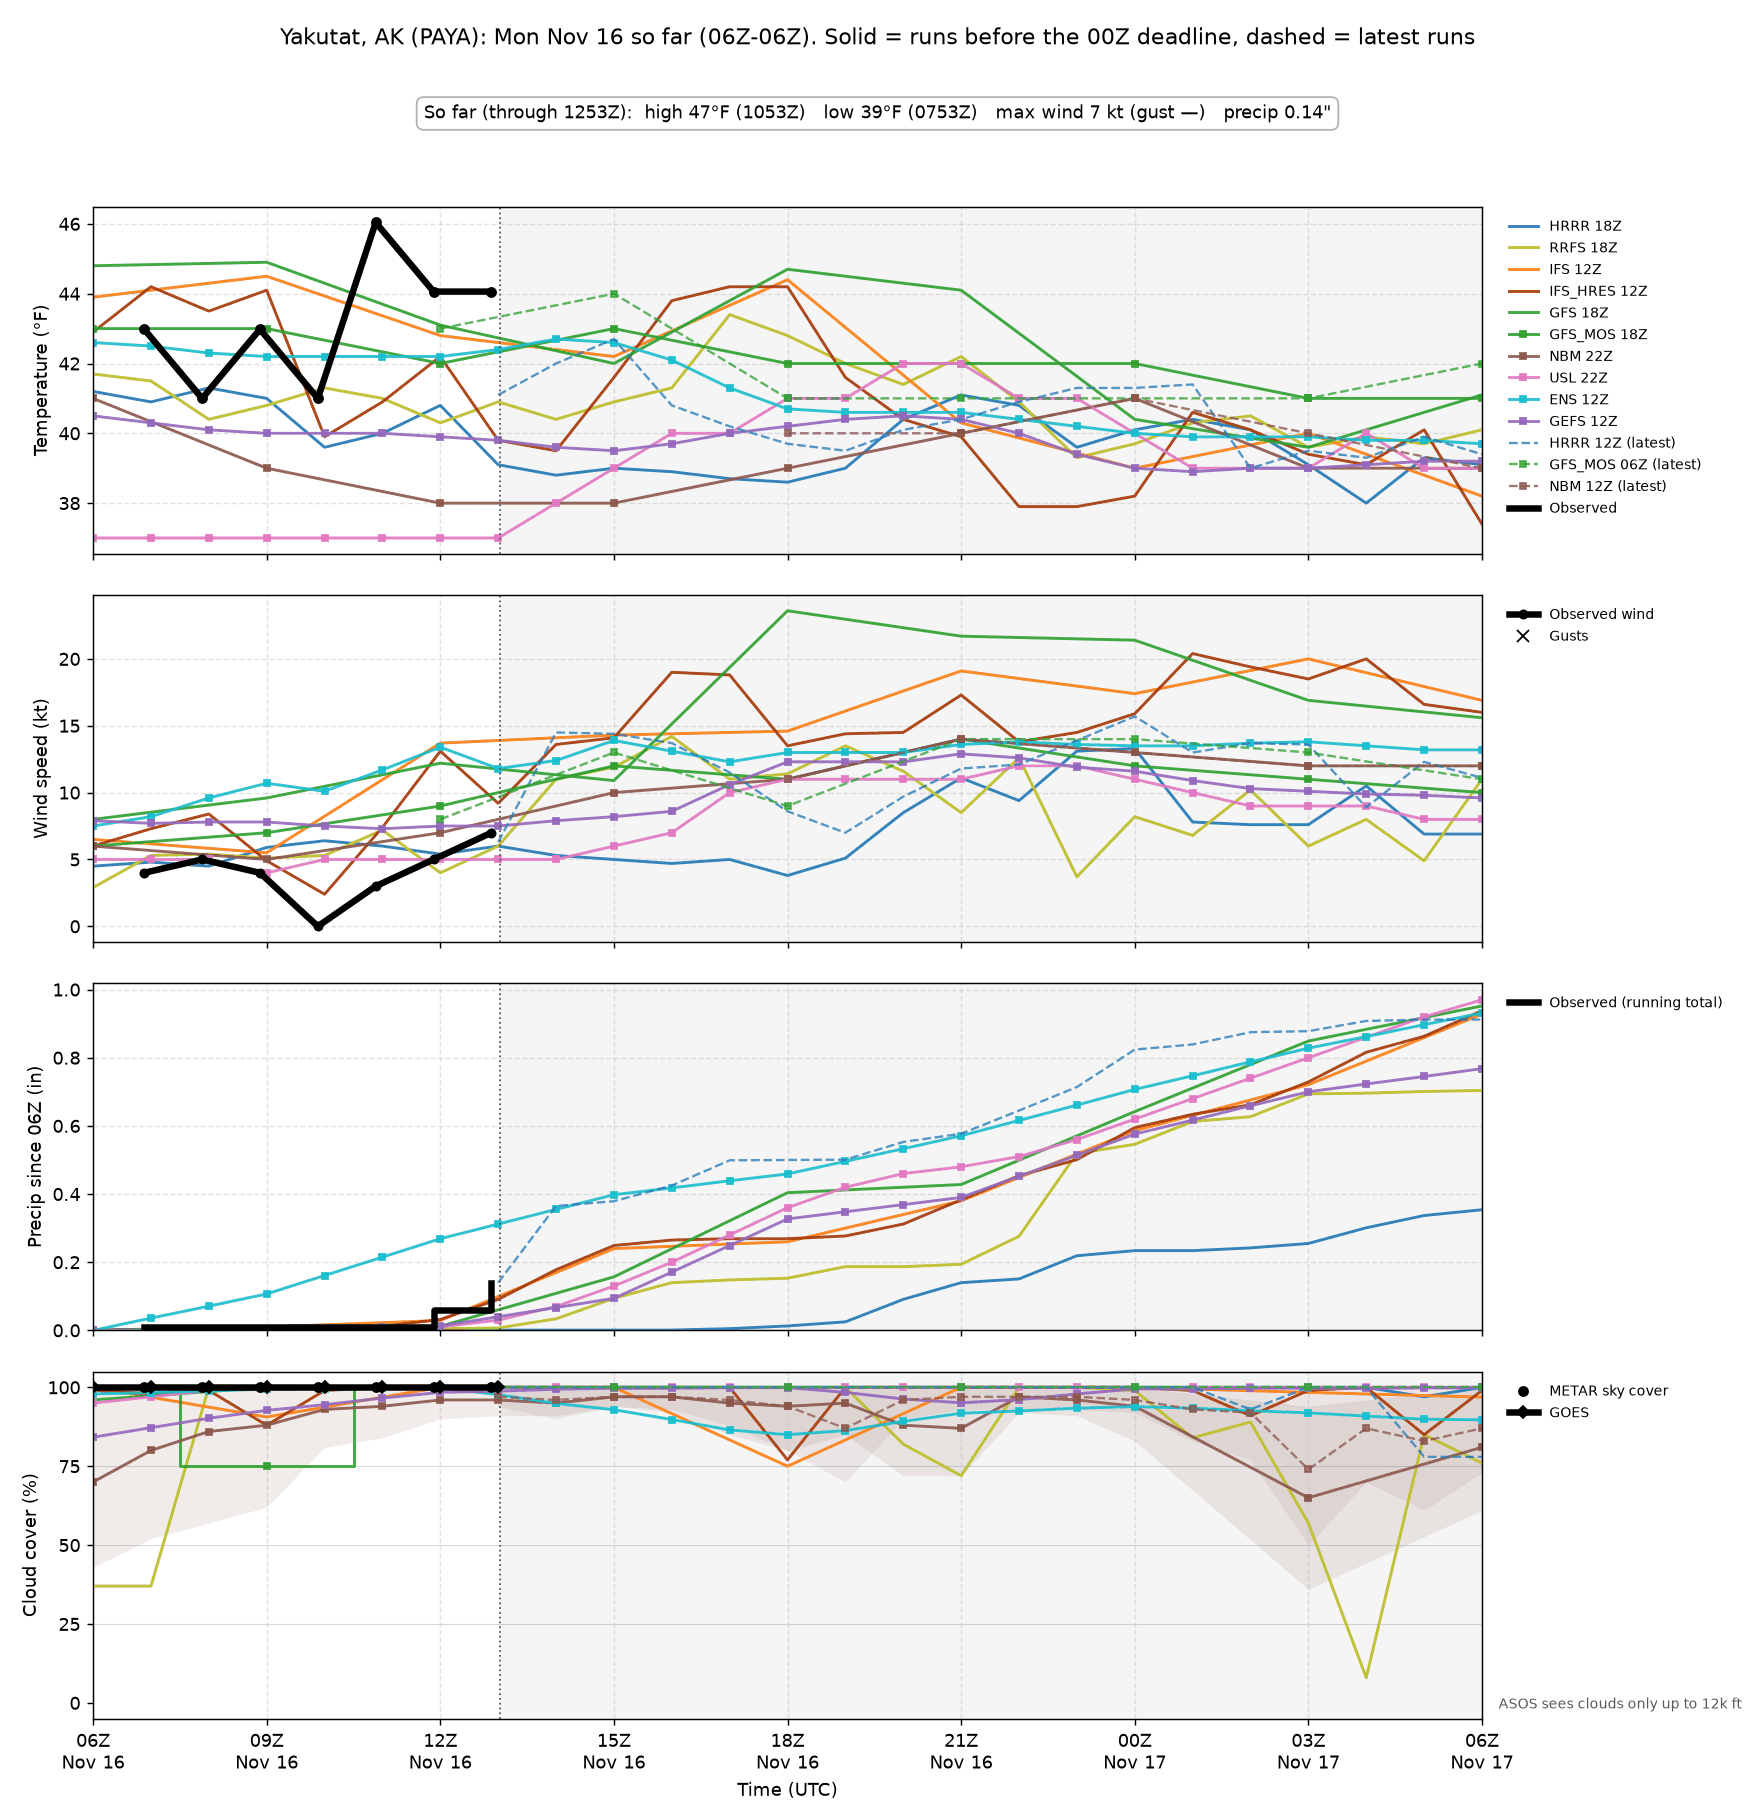 Yakutat, AK (PAYA): Mon Nov 16 so far (06Z-06Z). Solid = runs before the 00Z deadline, dashed = latest runs
So far (through 1253Z):  high 47°F (1053Z)   low 39°F (0753Z)   max wind 7 kt (gust —)   precip 0.14"
Temperature (°F)
46
44
42
40
38
HRRR 18Z
RRFS 18Z
IFS 12Z
IFS_HRES 12Z
GFS 18Z
GFS_MOS 18Z
NBM 22Z
USL 22Z
ENS 12Z
GEFS 12Z
HRRR 12Z (latest)
GFS_MOS 06Z (latest)
NBM 12Z (latest)
Observed
Wind speed (kt)
20
15
10
5
0
Observed wind
Gusts
Precip since 06Z (in)
1.0
0.8
0.6
0.4
0.2
0.0
Observed (running total)
Cloud cover (%)
100
75
50
25
0
METAR sky cover
GOES
ASOS sees clouds only up to 12k ft
06Z 09Z 12Z 15Z 18Z 21Z 00Z 03Z 06Z
Nov 16 Nov 16 Nov 16 Nov 16 Nov 16 Nov 16 Nov 17 Nov 17 Nov 17
Time (UTC)